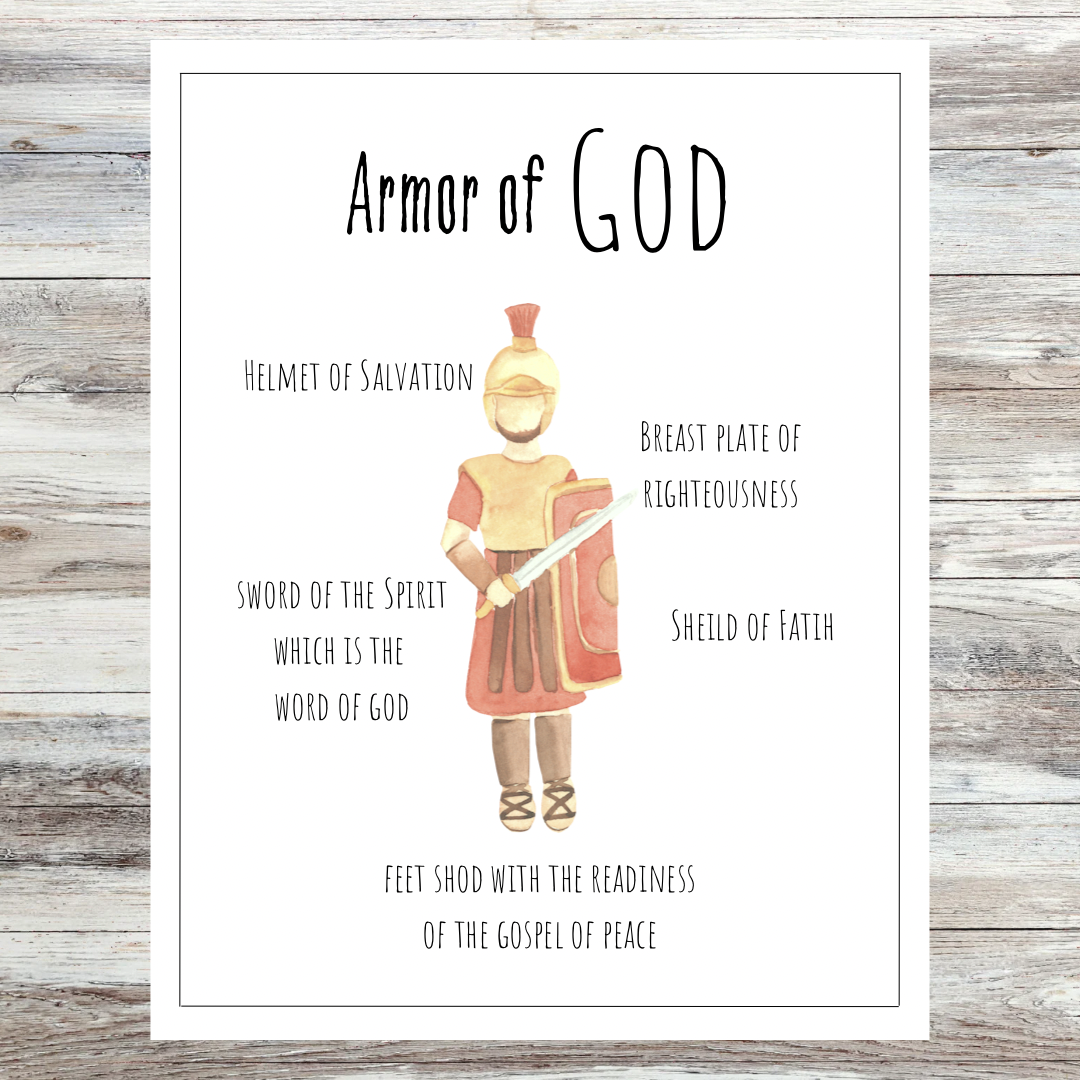 Armor of GOD
Helmet of Salvation
Breast plate of
righteousness
sword of the Spirit
which is the
word of god
Sheild of Fatih
feet shod with the readiness
of the gospel of peace